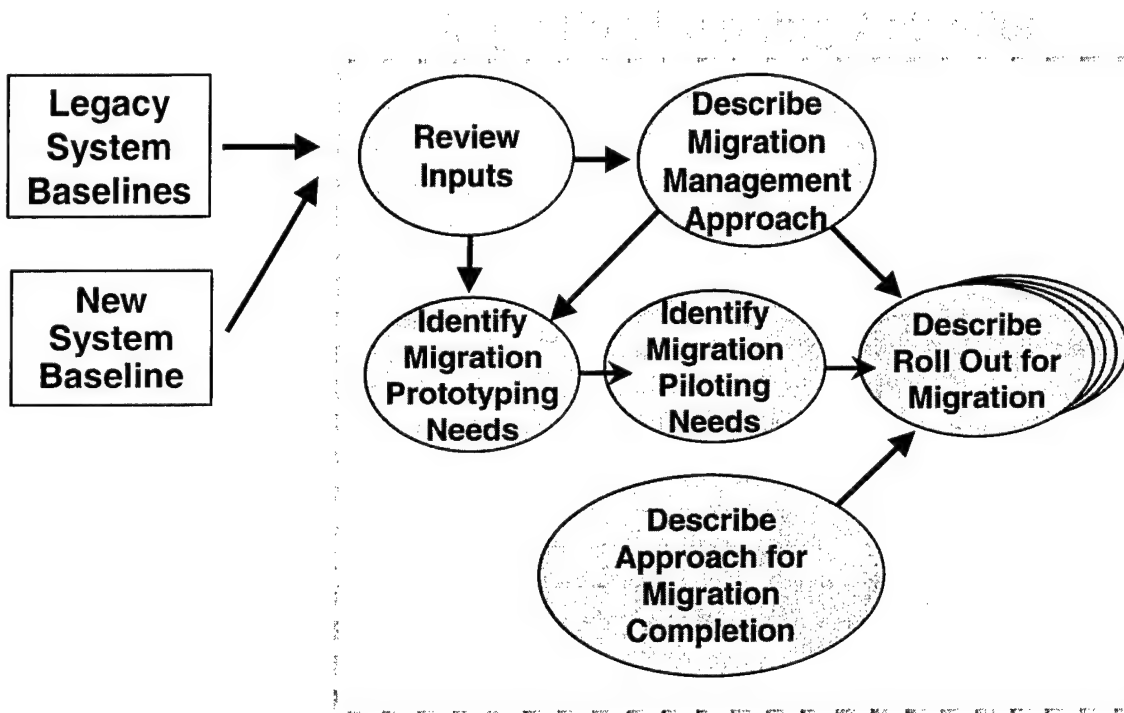 Legacy
System
Baselines
New
System
Baseline
Review
Inputs
Describe
Migration
Management
Approach
Identify
Migration
Prototyping
Needs
Identify
Migration
Piloting
Needs
Describe
Roll Out for
Migration
Describe
Approach for
Migration
Completion